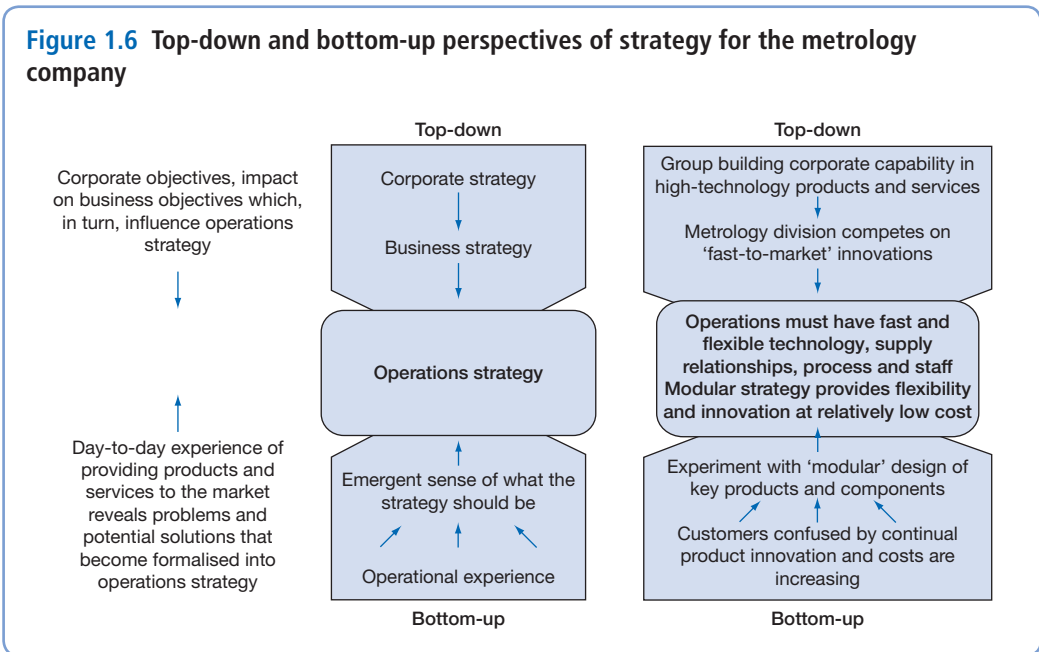 Figure 1.6 Top-down and bottom-up perspectives of strategy for the metrology
company
Corporate objectives, impact
on business objectives which,
in turn, influence operations
strategy
Day-to-day experience of
providing products and
services to the market
reveals problems and
potential solutions that
become formalised into
operations strategy
Top-down
Corporate strategy
Business strategy
Operations strategy
Emergent sense of what the
strategy should be
Operational experience
Bottom-up
Top-down
Group building corporate capability in
high-technology products and services
Metrology division competes on
‘fast-to-market’ innovations
Operations must have fast and
flexible technology, supply
relationships, process and staff
Modular strategy provides flexibility
and innovation at relatively low cost
Experiment with ‘modular’ design of
key products and components
Customers confused by continual
product innovation and costs are
increasing
Bottom-up